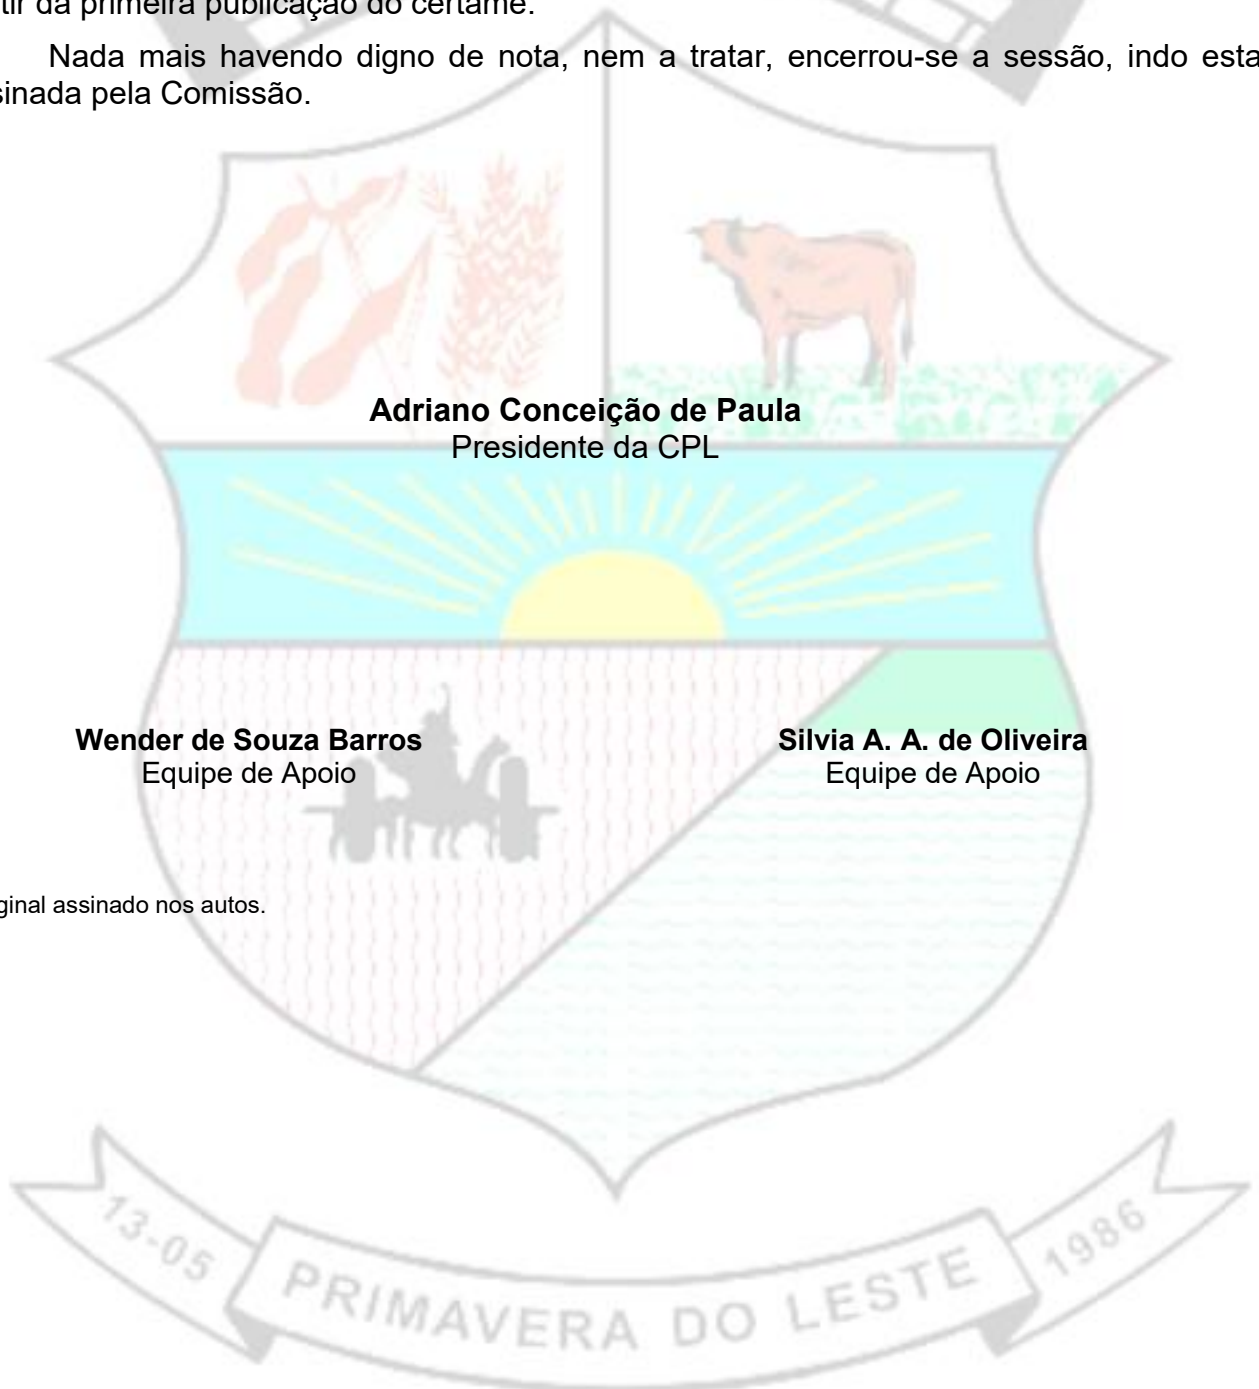 tir da primeira publicação do certame.
Nada mais havendo digno de nota, nem a tratar, encerrou-se a sessão, indo esta
sinada pela Comissão.
Adriano Conceição de Paula
Presidente da CPL
Wender de Souza Barros
Equipe de Apoio
Silvia A. A. de Oliveira
Equipe de Apoio
ginal assinado nos autos.
13-05
PRIMAVERA DO LESTE
1986